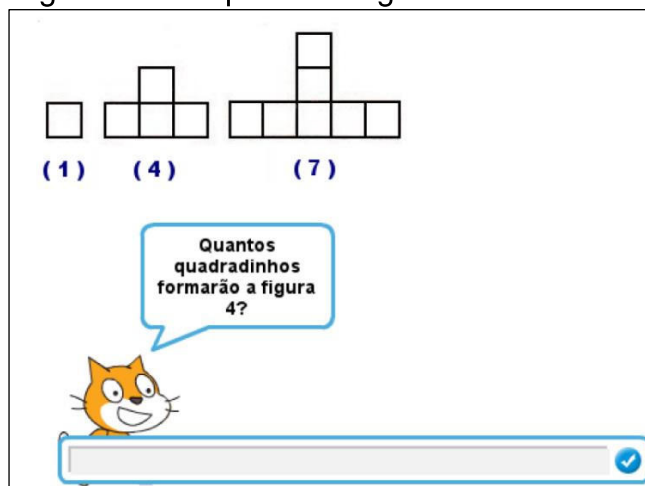 ( 1 ) ( 4 ) ( 7 )
Quantos
quadradinhos
formarão a figura
4?